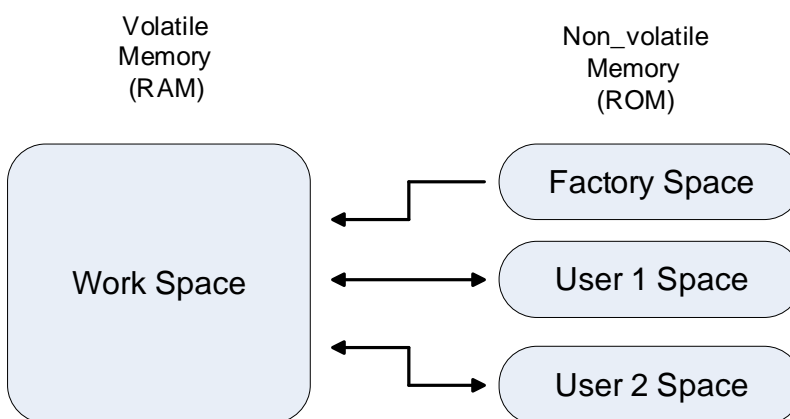 Volatile
Memory
(RAM)
Non_volatile
Memory
(ROM)
Work Space
Factory Space
User 1 Space
User 2 Space